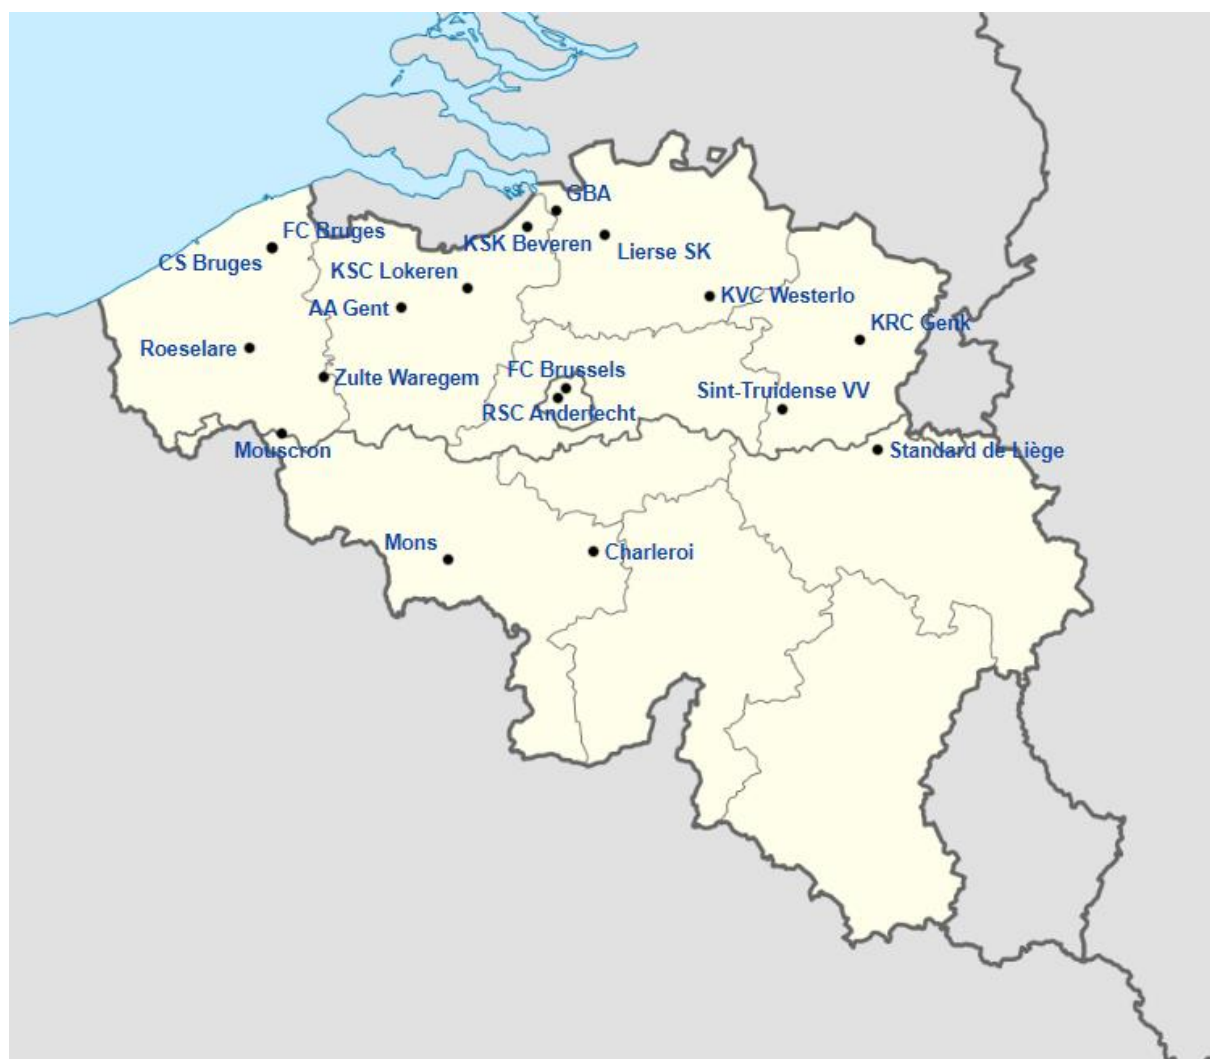 GBA
FC Bruges
KSK Beveren
Lierse SK
CS Bruges
KSC Lokeren
KVC Westerlo
AA Gent
KRC Genk
Roeselare
FC Brussels
Zulte Waregem
Sint-Truidense VV
RSC Anderlecht
Mouscron
Standard de Liège
Mons
Charleroi